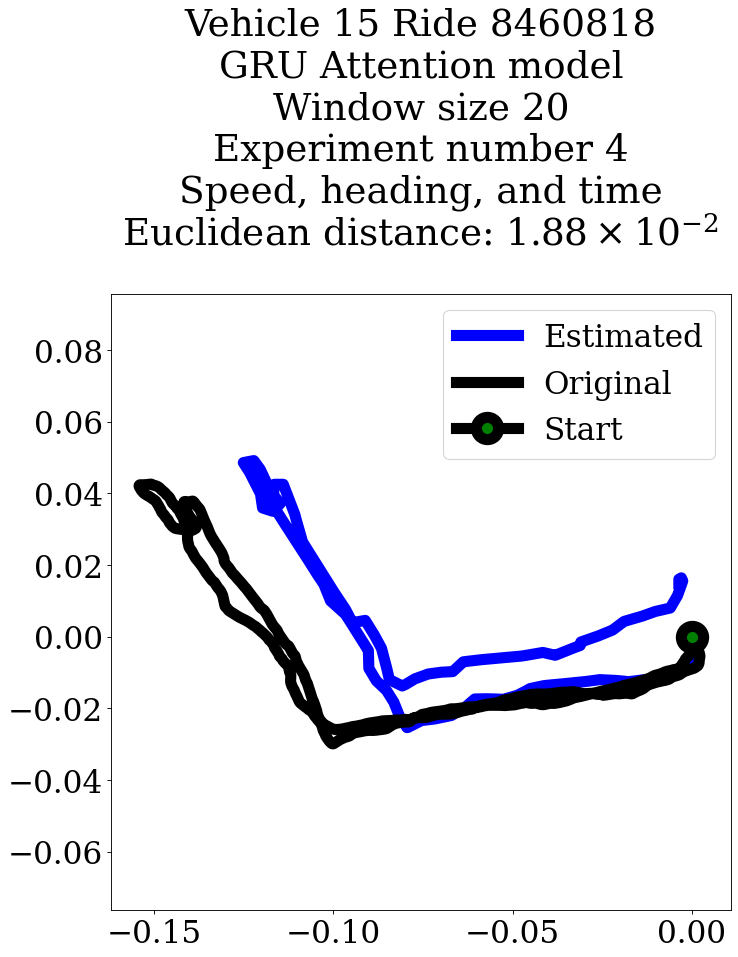 Vehicle 15 Ride 8460818
GRU Attention model
Window size 20
Experiment number 4
Speed, heading, and time
Euclidean distance: 1.88 × 10⁻²
Estimated
Original
Start
0.08
0.06
0.04
0.02
0.00
−0.02
−0.04
−0.06
−0.15 −0.10 −0.05 0.00